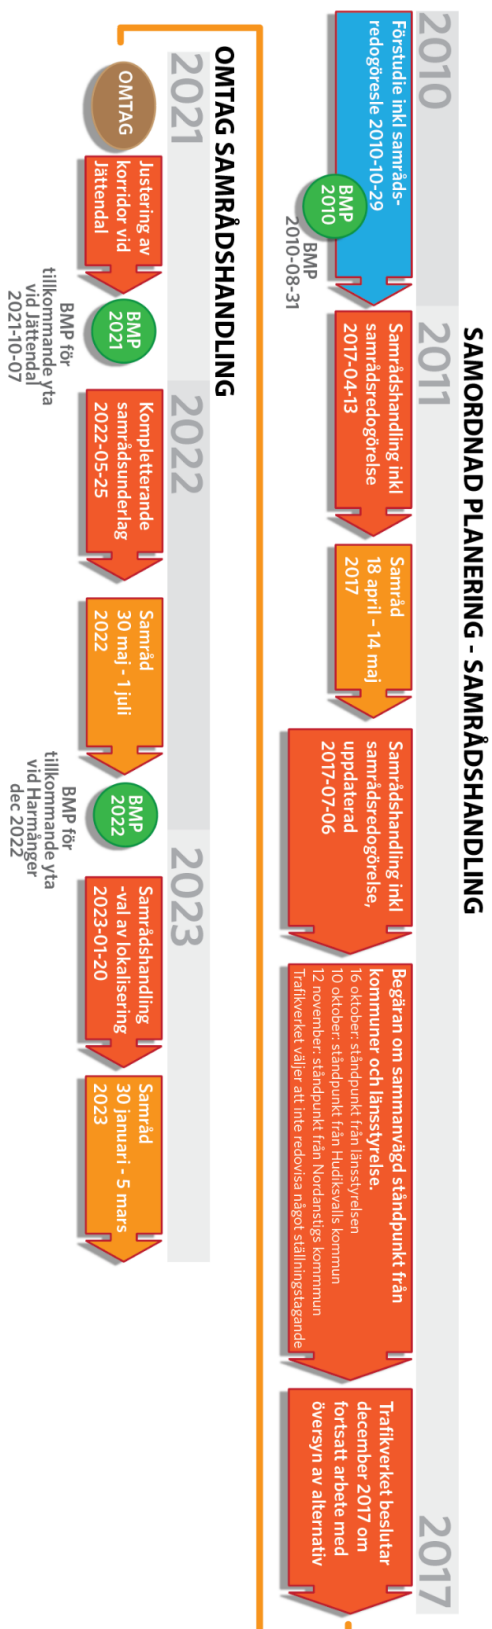 SAMORDNAD PLANERING - SAMRÅDSHANDLING
2010
2011
2017
Förstudie inkl samråds-
redogöresle 2010-10-29
BMP
2010
BMP
2010-08-31
Samrådshandling inkl
samrådsredogörelse
2017-04-13
Samråd
18 april – 14 maj
2017
Samrådshandling inkl
samrådsredogörelse,
uppdaterad
2017-07-06
Begäran om sammanvägd ståndpunkt från
kommuner och länsstyrelse.
16 oktober: ståndpunkt från länsstyrelsen
10 oktober: ståndpunkt från Hudiksvalls kommun
12 november: ståndpunkt från Nordanstigs kommmun
Trafikverket väljer att inte redovisa något ställningstagande
Trafikverket beslutar
december 2017 om
fortsatt arbete med
översyn av alternativ
OMTAG SAMRÅDSHANDLING
2021
2022
2023
OMTAG
Justering av
korridor vid
Jättendal
BMP
2021
BMP för
tillkommande yta
vid Jättendal
2021-10-07
Kompletterande
samrådsunderlag
2022-05-25
Samråd
30 maj - 1 juli
2022
BMP
2022
BMP för
tillkommande yta
vid Harmånger
dec 2022
Samrådshandling
-val av lokalisering
2023-01-20
Samråd
30 januari - 5 mars
2023